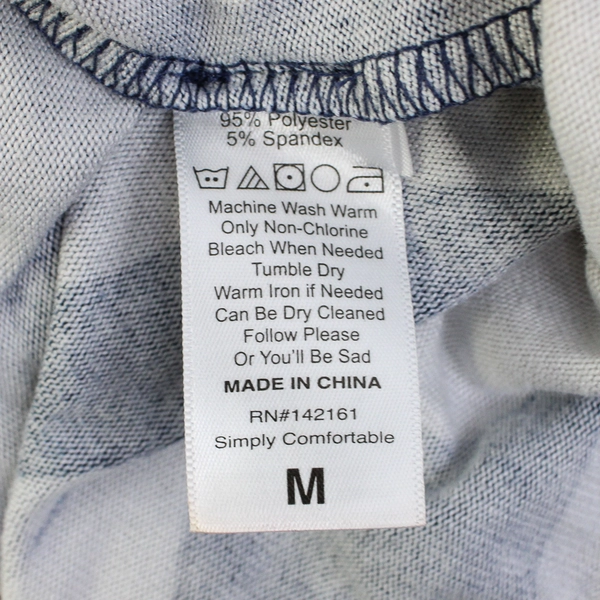 95% Polyester
5% Spandex
Machine Wash Warm
Only Non-Chlorine
Bleach When Needed
Tumble Dry
Warm Iron if Needed
Can Be Dry Cleaned
Follow Please
Or You'll Be Sad
MADE IN CHINA
RN#142161
Simply Comfortable
M